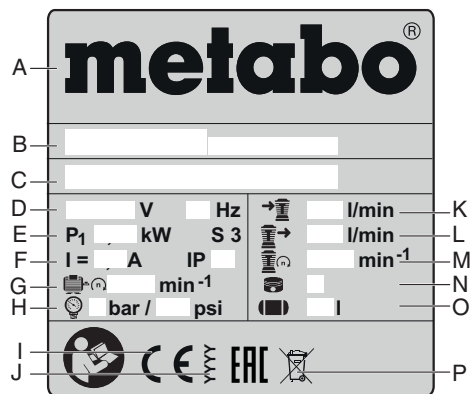 A metabo ®
B
C
D V Hz
E P1 kW S 3
F I = A IP
G n min-1
H bar / psi
l/min K
l/min L
n min-1 M
N
l O
I CE EAC
J
P